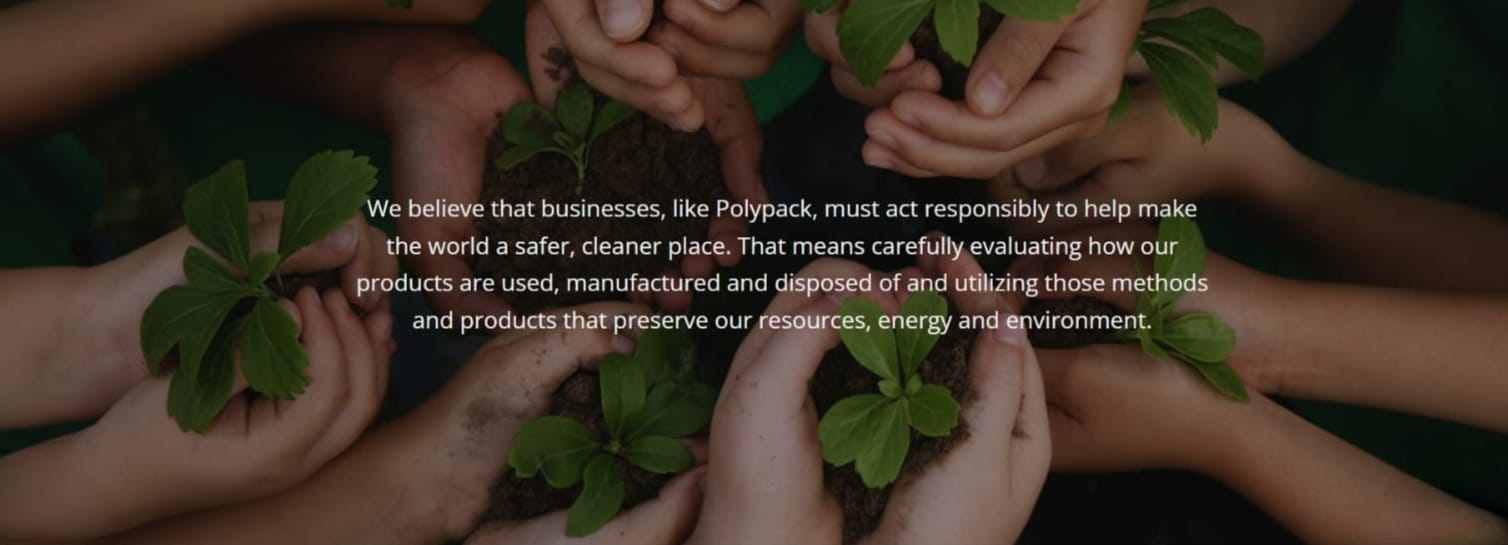 We believe that businesses, like Polypack, must act responsibly to help make
the world a safer, cleaner place. That means carefully evaluating how our
products are used, manufactured and disposed of and utilizing those methods
and products that preserve our resources, energy and environment.